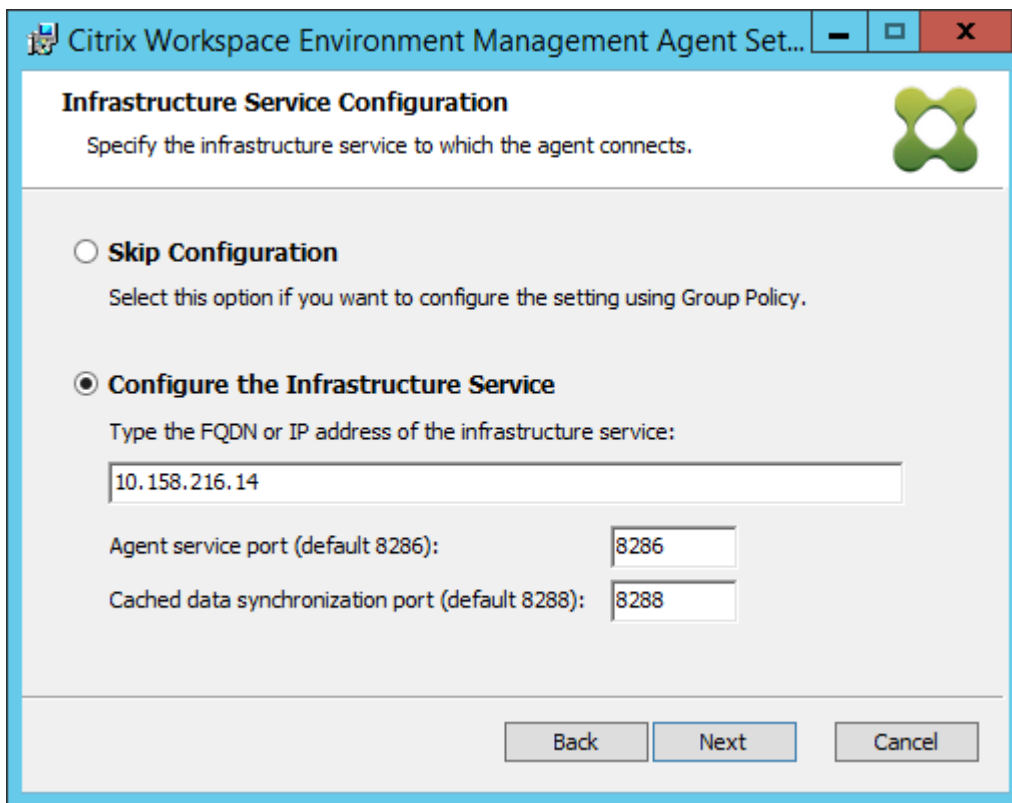 Citrix Workspace Environment Management Agent Set...
Infrastructure Service Configuration
Specify the infrastructure service to which the agent connects.
Skip Configuration
Select this option if you want to configure the setting using Group Policy.
Configure the Infrastructure Service
Type the FQDN or IP address of the infrastructure service:
10.158.216.14
Agent service port (default 8286): 8286
Cached data synchronization port (default 8288): 8288
Back Next Cancel